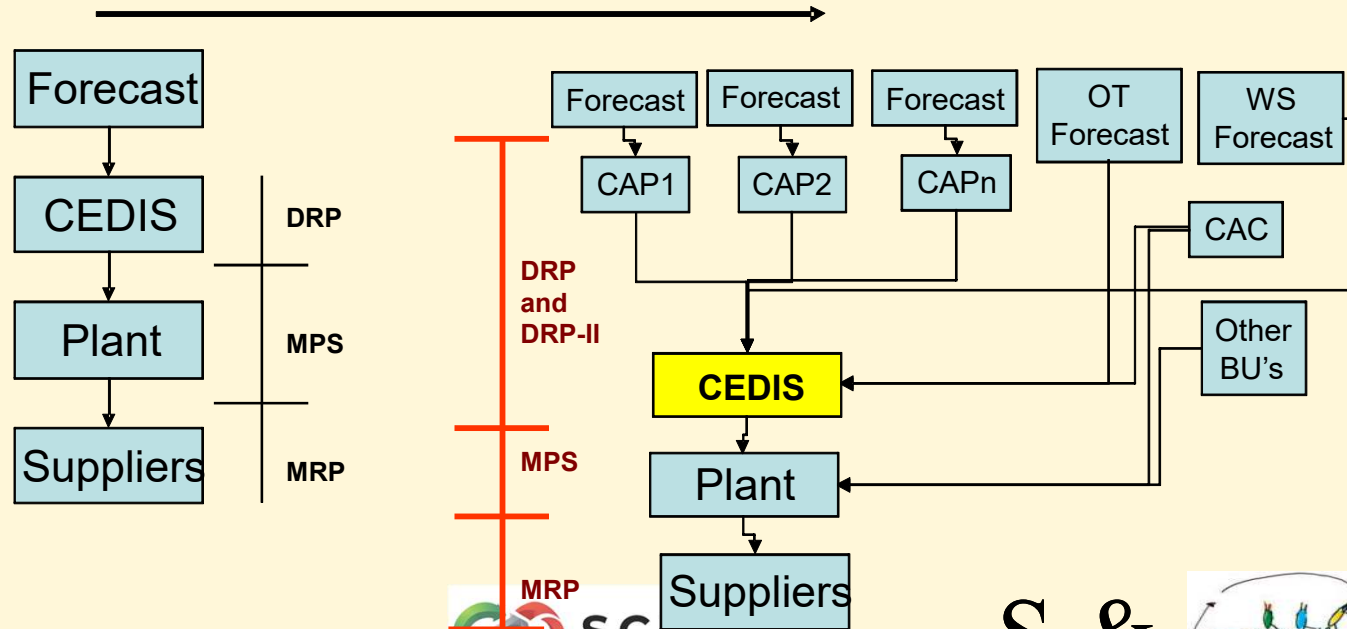 Forecast
CEDIS
Plant
Suppliers
DRP
MPS
MRP
Forecast
Forecast
Forecast
OT
Forecast
WS
Forecast
CAP1
CAP2
CAPn
CAC
DRP
and
DRP-II
Other
BU's
CEDIS
MPS
Plant
MRP
Suppliers
S &